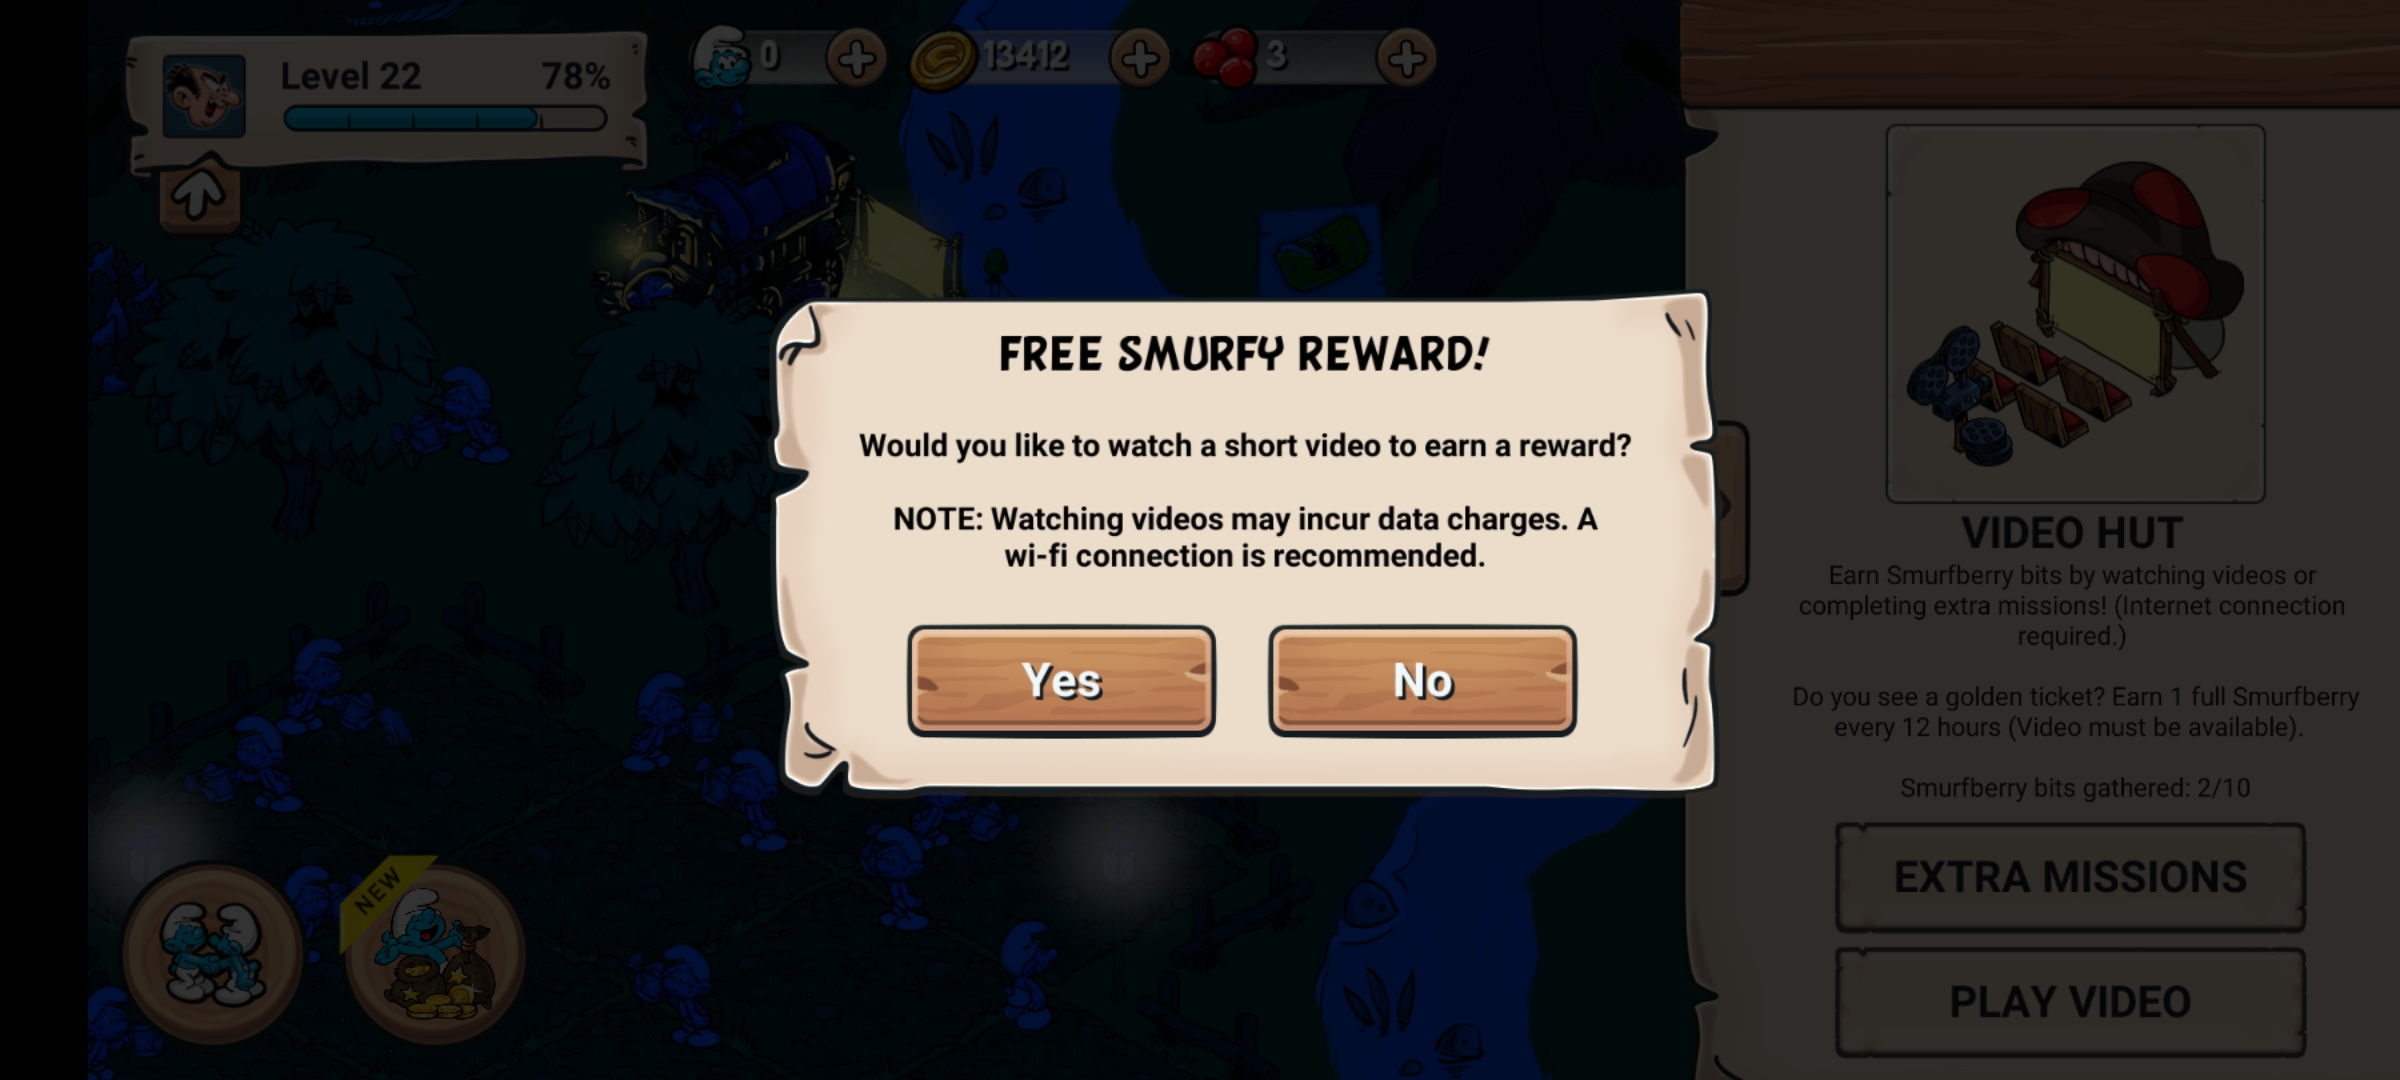 Level 22
78%
0
13412
3
FREE SMURFY REWARD!
Would you like to watch a short video to earn a reward?
NOTE: Watching videos may incur data charges. A
wi-fi connection is recommended.
Yes
No
VIDEO HUT
Earn Smurfberry bits by watching videos or
completing extra missions! (Internet connection
required.)
Do you see a golden ticket? Earn 1 full Smurfberry
every 12 hours (Video must be available).
Smurfberry bits gathered: 2/10
EXTRA MISSIONS
PLAY VIDEO
NEW